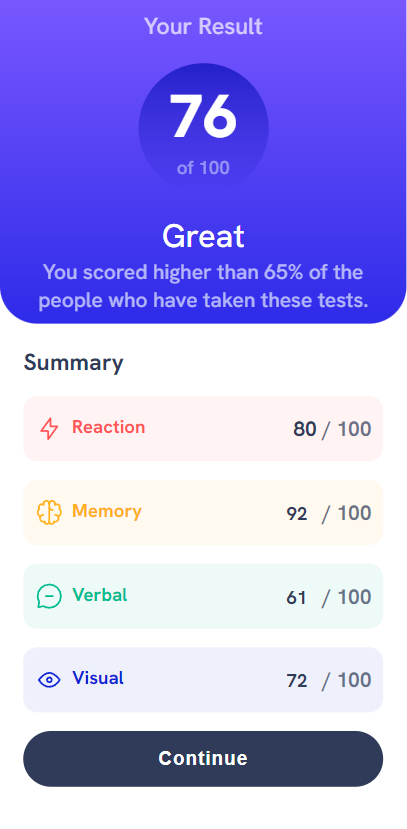 Your Result
76
of 100
Great
You scored higher than 65% of the
people who have taken these tests.
Summary
Reaction 80 / 100
Memory 92 / 100
Verbal 61 / 100
Visual 72 / 100
Continue